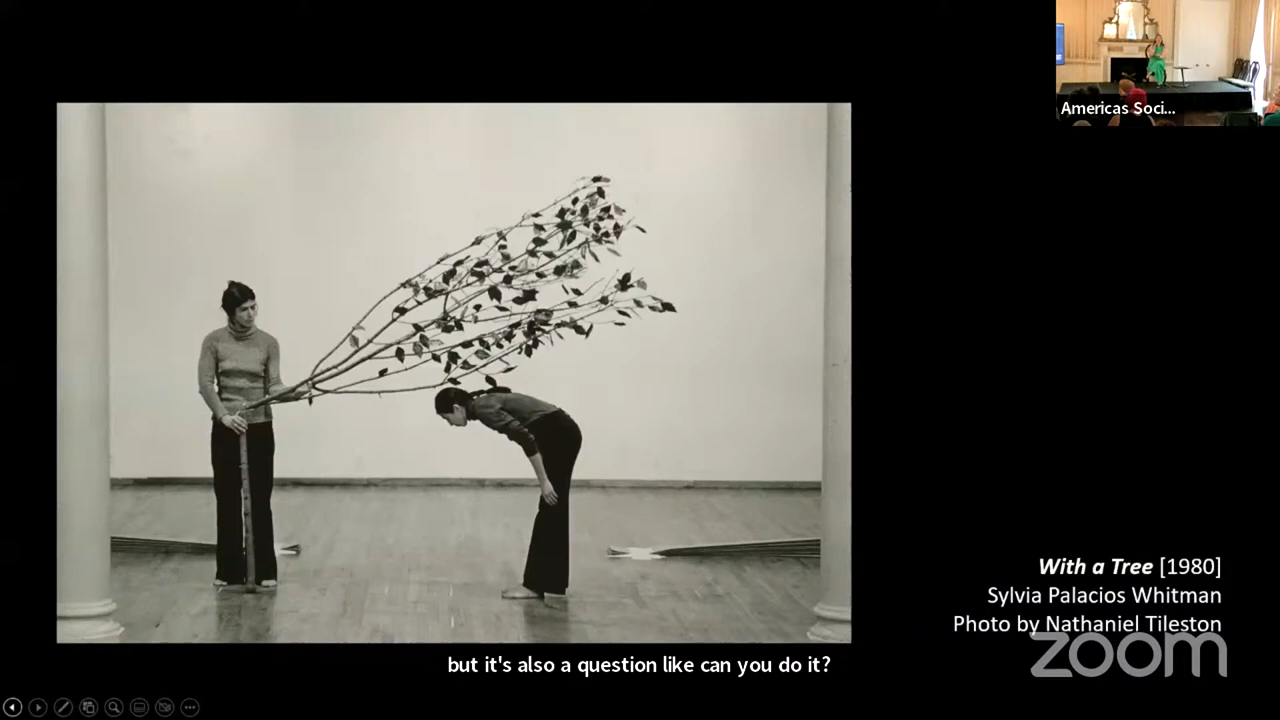 Americas Soci...
With a Tree [1980]
Sylvia Palacios Whitman
Photo by Nathaniel Tileston
zoom
but it's also a question like can you do it?